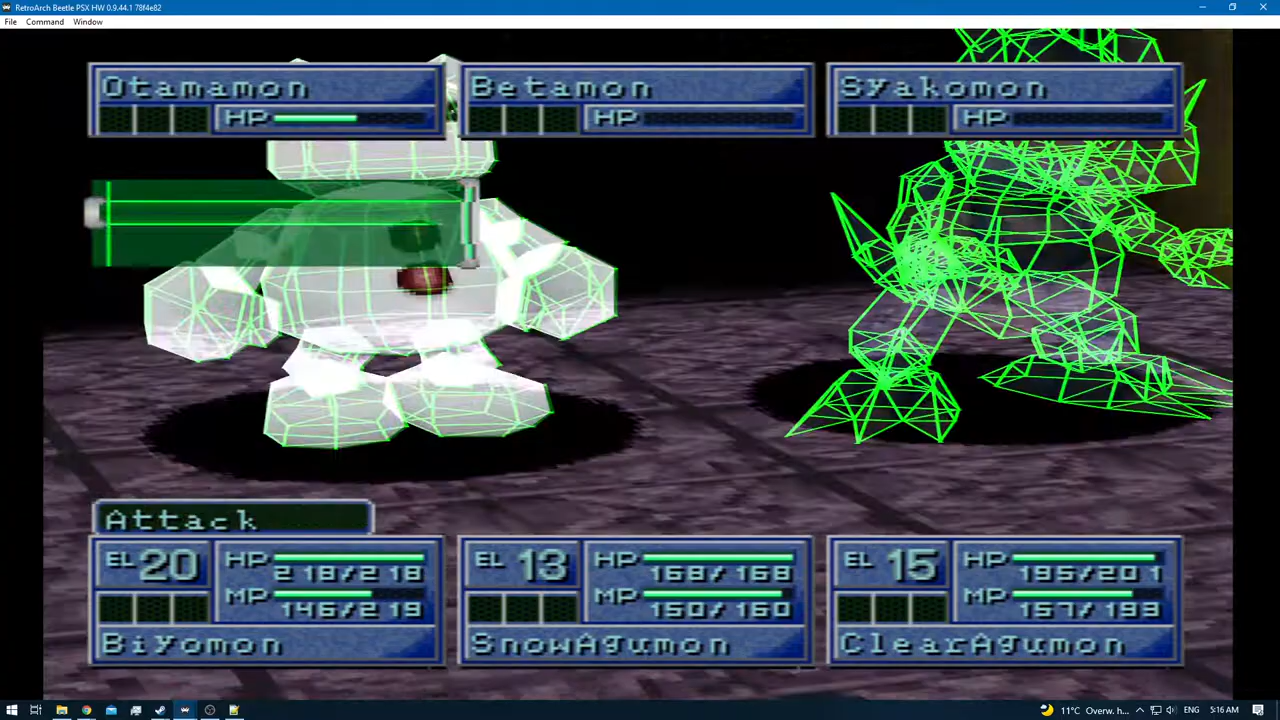 RetroArch Beetle PSX HW 0.9.44.1 78f4e82
File Command Window
Otamamon Betamon Syakomon
HP HP HP
Attack
EL 20 HP 218/218 EL 13 HP 168/168 EL 15 HP 195/201
MP 146/219 MP 150/160 MP 157/193
Biyomon SnowAgumon ClearAgumon
11°C Overw. h... ENG 5:16 AM